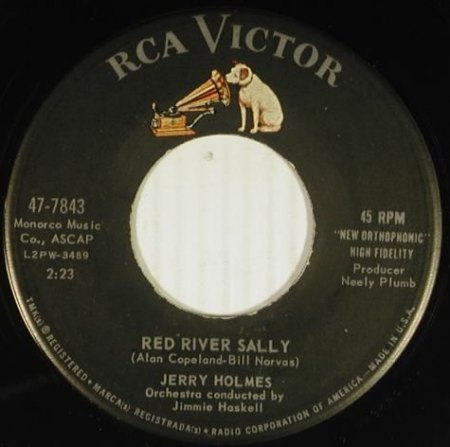 RCA VICTOR
47-7843
Monorco Music
Co., ASCAP
L2PW-3489
2:23
45 RPM
"NEW ORTHOPHONIC"
HIGH FIDELITY
Producer
Neely Plumb
RED RIVER SALLY
(Alan Copeland-Bill Norvas)
JERRY HOLMES
Orchestra conducted by
Jimmie Haskell
TMK(s) ® REGISTERED • MARCA(s) REGISTRADA(s) • RADIO CORPORATION OF AMERICA—MADE IN U.S.A.